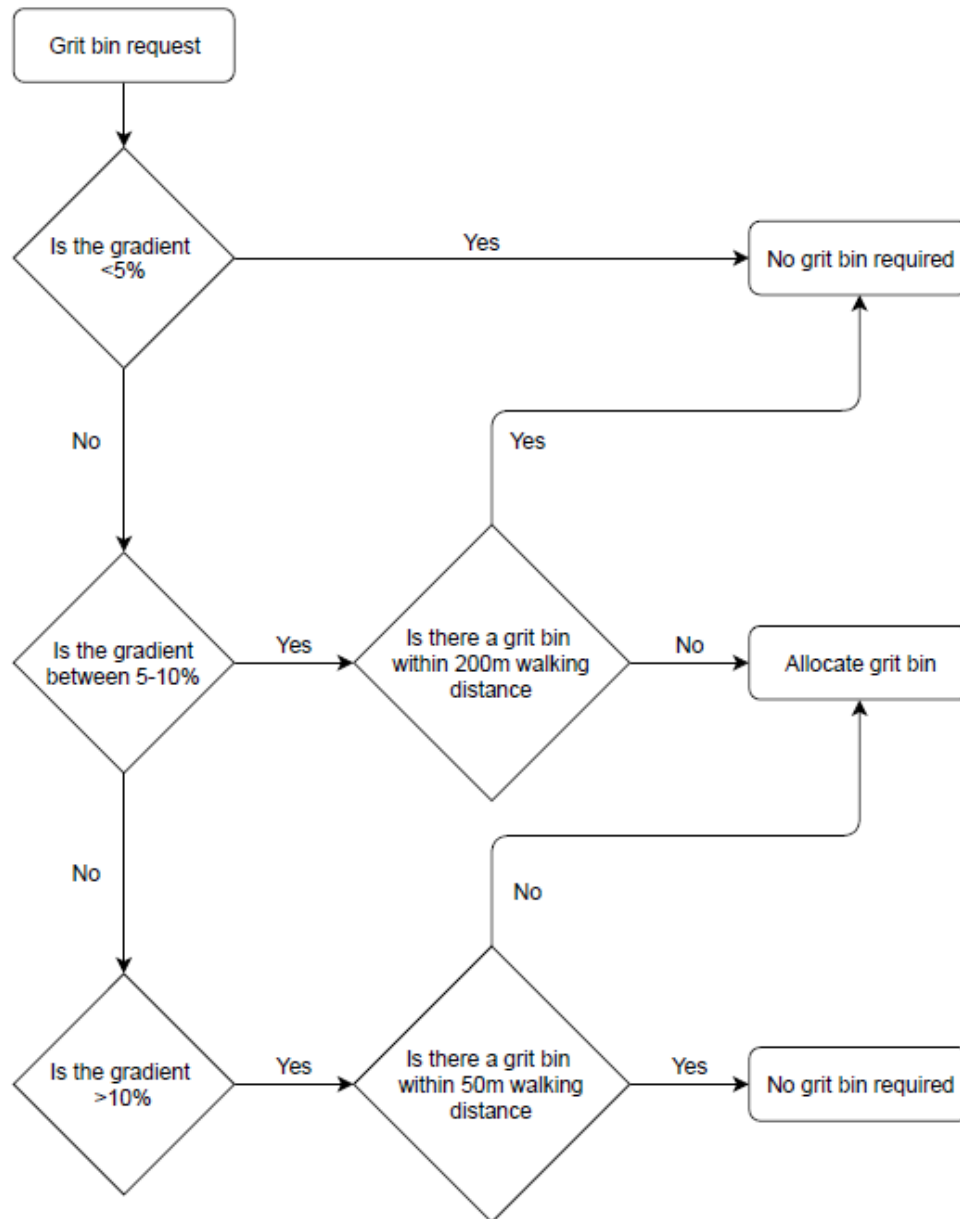 Grit bin request
Is the gradient
<5%
Yes
No grit bin required
No
Yes
Is the gradient
between 5-10%
Yes
Is there a grit bin
within 200m walking
distance
No
Allocate grit bin
No
No
Is the gradient
>10%
Yes
Is there a grit bin
within 50m walking
distance
Yes
No grit bin required